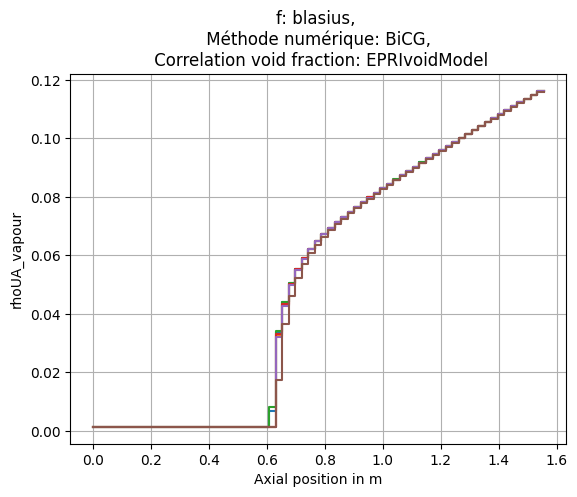 f: blasius,
Méthode numérique: BiCG,
Correlation void fraction: EPRIvoidModel
0.12
0.10
0.08
0.06
0.04
0.02
0.00
rhoUA_vapour
0.0 0.2 0.4 0.6 0.8 1.0 1.2 1.4 1.6
Axial position in m